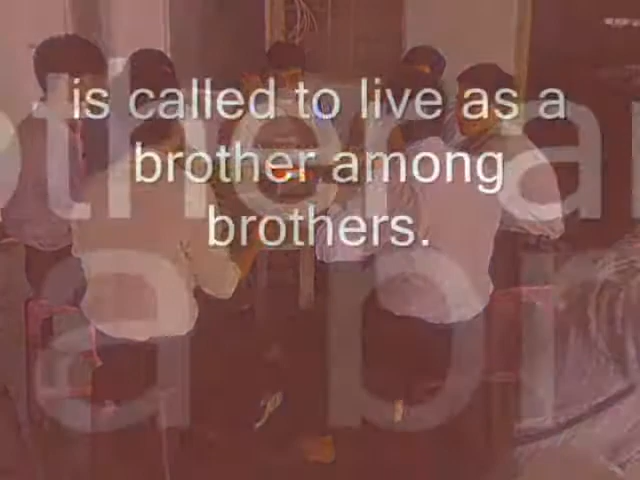 is called to live as a
brother among
brothers.